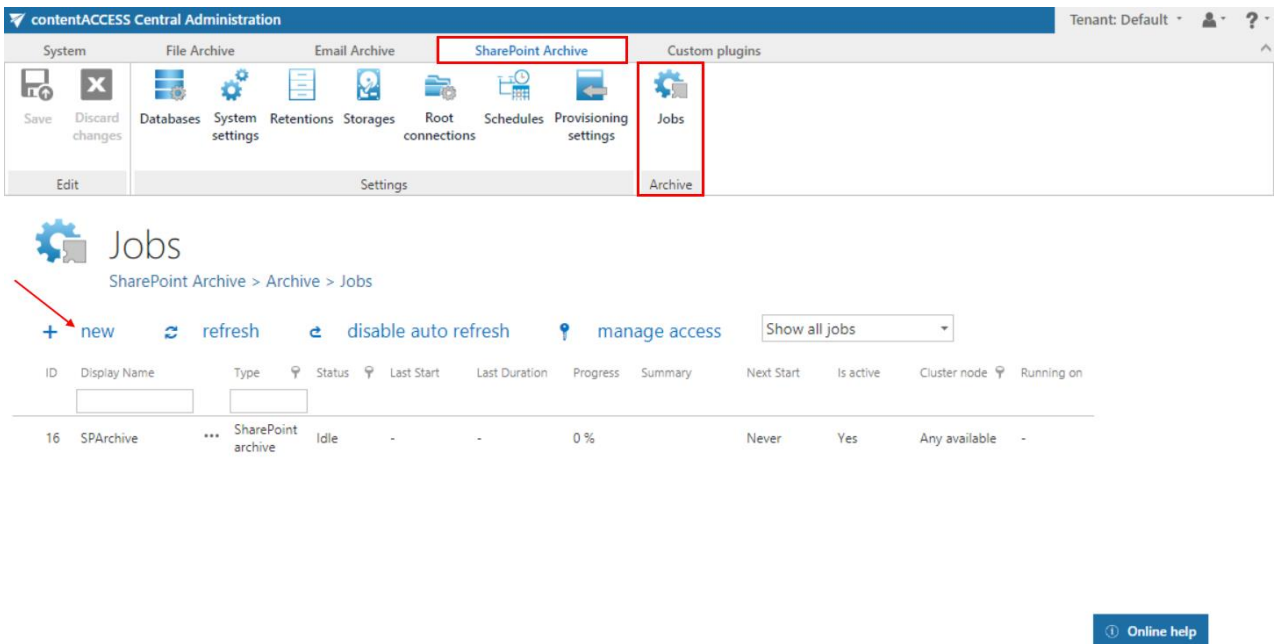 contentACCESS Central Administration
Tenant: Default
?
System File Archive Email Archive SharePoint Archive Custom plugins
Save Discard changes Databases System settings Retentions Storages Root connections Schedules Provisioning settings Jobs
Edit Settings Archive
Jobs
SharePoint Archive > Archive > Jobs
+ new refresh disable auto refresh manage access Show all jobs
ID Display Name Type Status Last Start Last Duration Progress Summary Next Start Is active Cluster node Running on
16 SPArchive ••• SharePoint archive Idle - - 0 % Never Yes Any available -
Online help